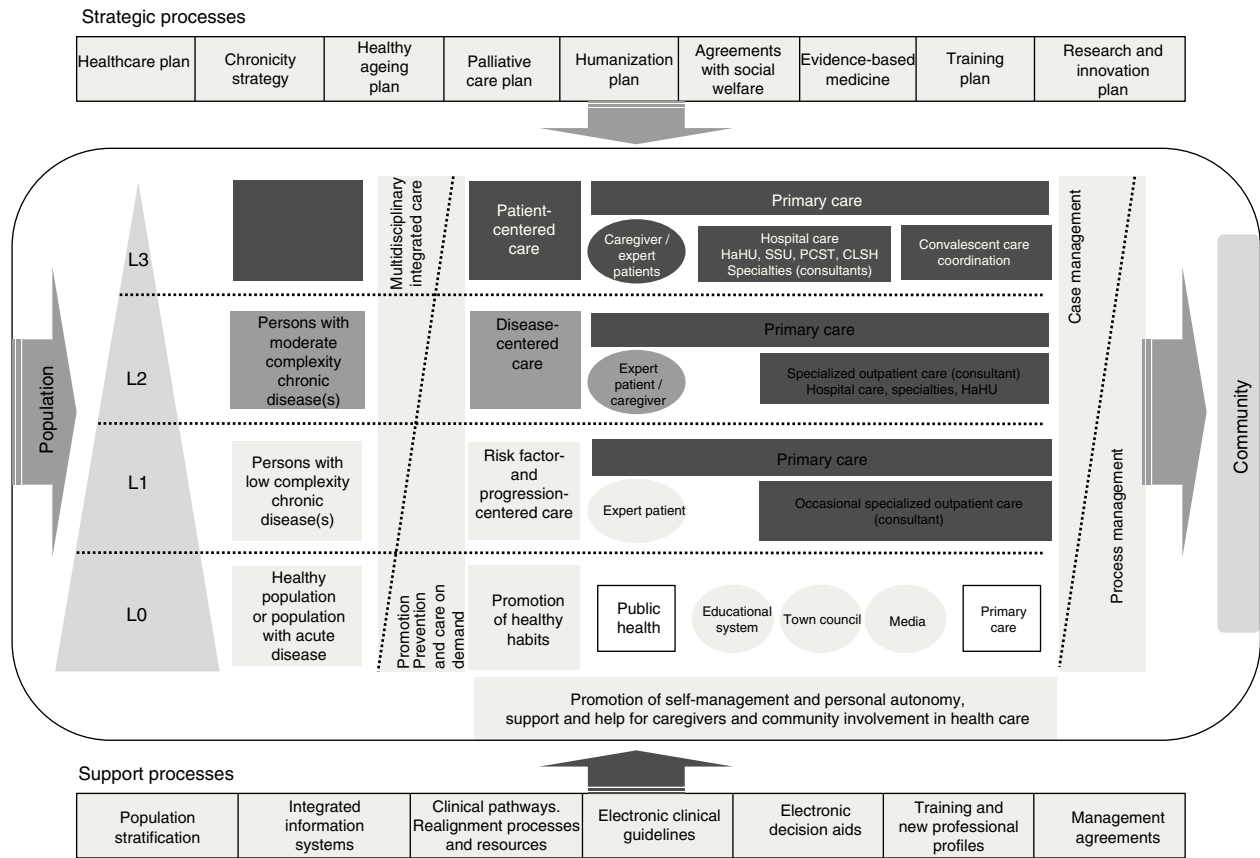 Strategic processes
Healthcare plan
Chronicity
strategy
Healthy
ageing
plan
Palliative
care plan
Humanization
plan
Agreements
with social
welfare
Evidence-based
medicine
Training
plan
Research and
innovation
plan
Population
L3
Multidisciplinary
integrated care
Patient-
centered
care
Primary care
Caregiver /
expert
patients
Hospital care
HaHU, SSU, PCST, CLSH
Specialties (consultants)
Convalescent care
coordination
Case management
L2
Persons with
moderate
complexity
chronic
disease(s)
Disease-
centered
care
Primary care
Expert
patient /
caregiver
Specialized outpatient care (consultant)
Hospital care, specialties, HaHU
L1
Persons with
low complexity
chronic
disease(s)
Risk factor-
and
progression-
centered care
Primary care
Expert patient
Occasional specialized outpatient care
(consultant)
Process management
L0
Healthy
population
or population
with acute
disease
Promotion
Prevention
and care on
demand
Promotion
of healthy
habits
Public
health
Educational
system
Town council
Media
Primary
care
Community
Promotion of self-management and personal autonomy,
support and help for caregivers and community involvement in health care
Support processes
Population
stratification
Integrated
information
systems
Clinical pathways.
Realignment processes
and resources
Electronic clinical
guidelines
Electronic
decision aids
Training and
new professional
profiles
Management
agreements